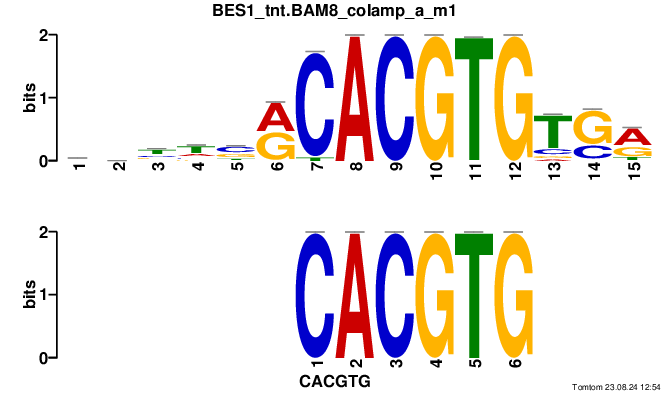 BES1_tnt.BAM8_colamp_a_m1
bits
2
1
0
A
G
C
A
C
G
T
G
T
G
C
A
1 2 3 4 5 6 7 8 9 10 11 12 13 14 15
bits
2
1
0
CACGTG
1 2 3 4 5 6
CACGTG
Tomtom 23.08.24 12:54